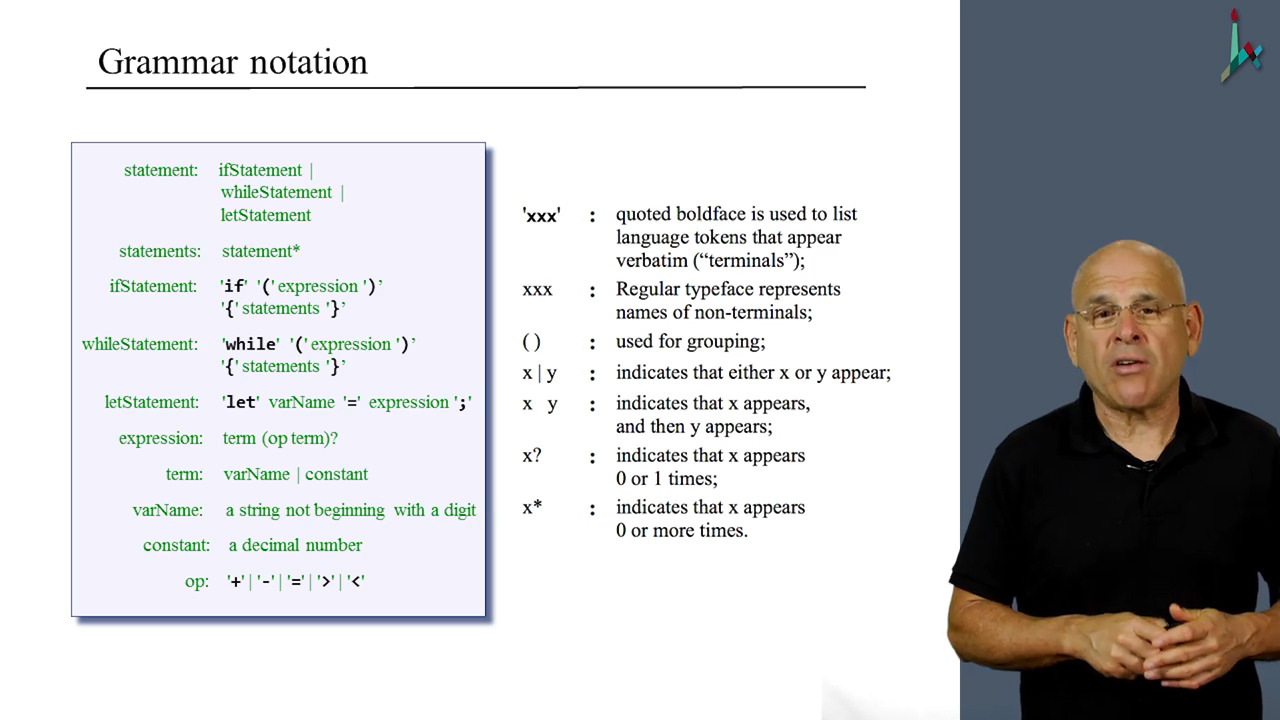 Grammar notation
statement: ifStatement |
whileStatement |
letStatement
statements: statement*
ifStatement: 'if' '(' expression ')'
'{' statements '}'
whileStatement: 'while' '(' expression ')'
'{' statements '}'
letStatement: 'let' varName '=' expression ';'
expression: term (op term)?
term: varName | constant
varName: a string not beginning with a digit
constant: a decimal number
op: '+' | '-' | '=' | '>' | '<'
'xxx' : quoted boldface is used to list
language tokens that appear
verbatim (“terminals”);
xxx : Regular typeface represents
names of non-terminals;
( ) : used for grouping;
x | y : indicates that either x or y appear;
x y : indicates that x appears,
and then y appears;
x? : indicates that x appears
0 or 1 times;
x* : indicates that x appears
0 or more times.